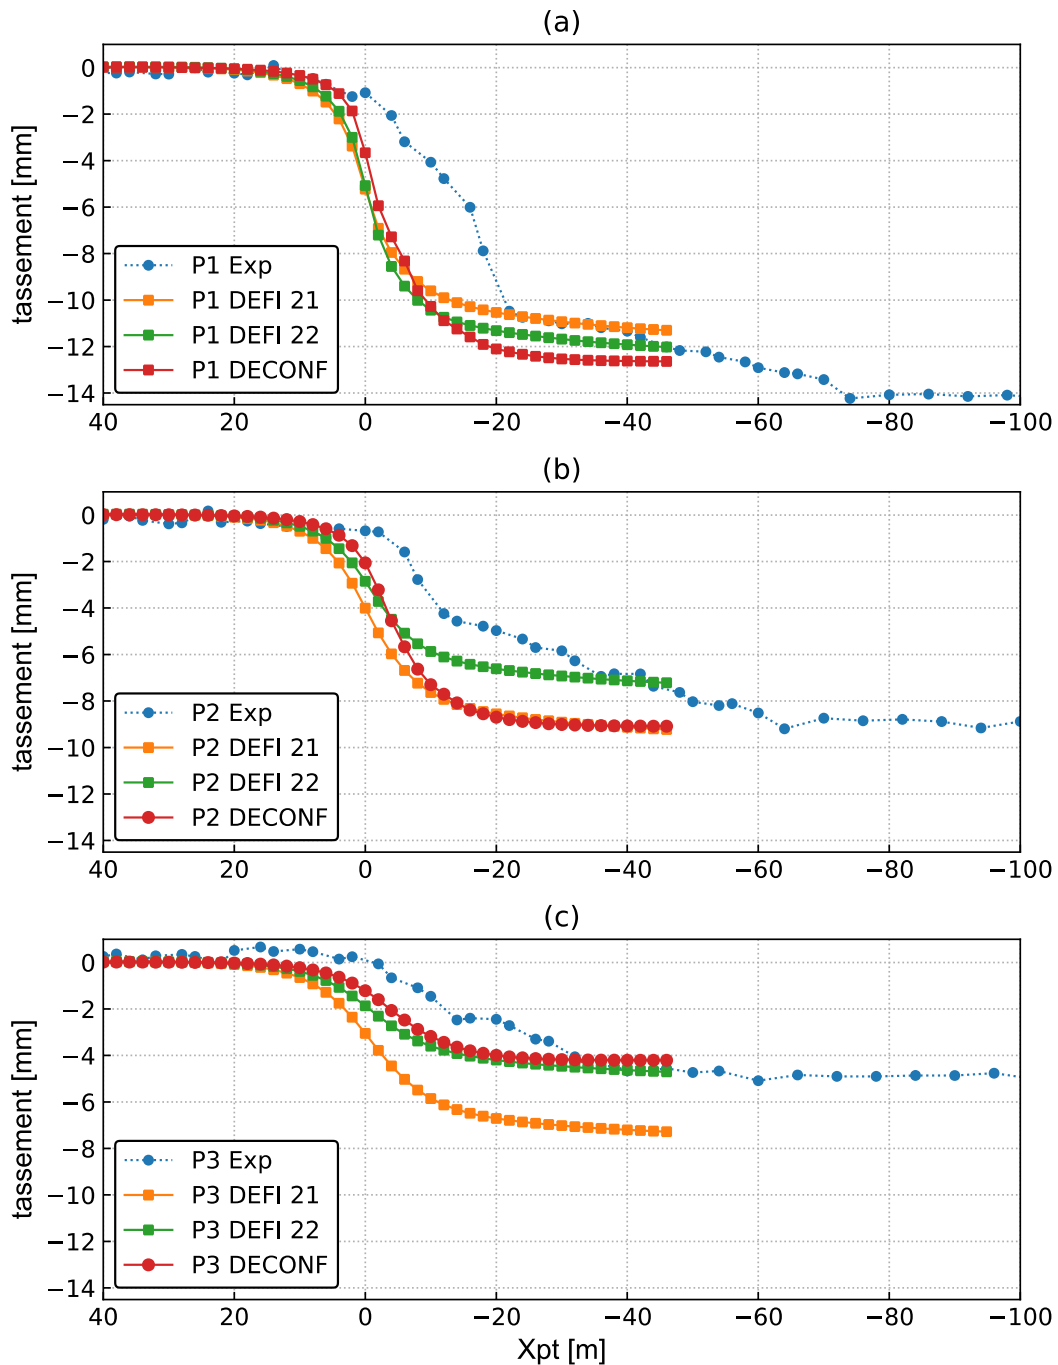 (a)
tassement [mm]
0
−2
−4
−6
−8
−10
−12
−14
P1 Exp
P1 DEFI 21
P1 DEFI 22
P1 DECONF
40 20 0 −20 −40 −60 −80 −100
(b)
tassement [mm]
0
−2
−4
−6
−8
−10
−12
−14
P2 Exp
P2 DEFI 21
P2 DEFI 22
P2 DECONF
40 20 0 −20 −40 −60 −80 −100
(c)
tassement [mm]
0
−2
−4
−6
−8
−10
−12
−14
P3 Exp
P3 DEFI 21
P3 DEFI 22
P3 DECONF
40 20 0 −20 −40 −60 −80 −100
Xpt [m]